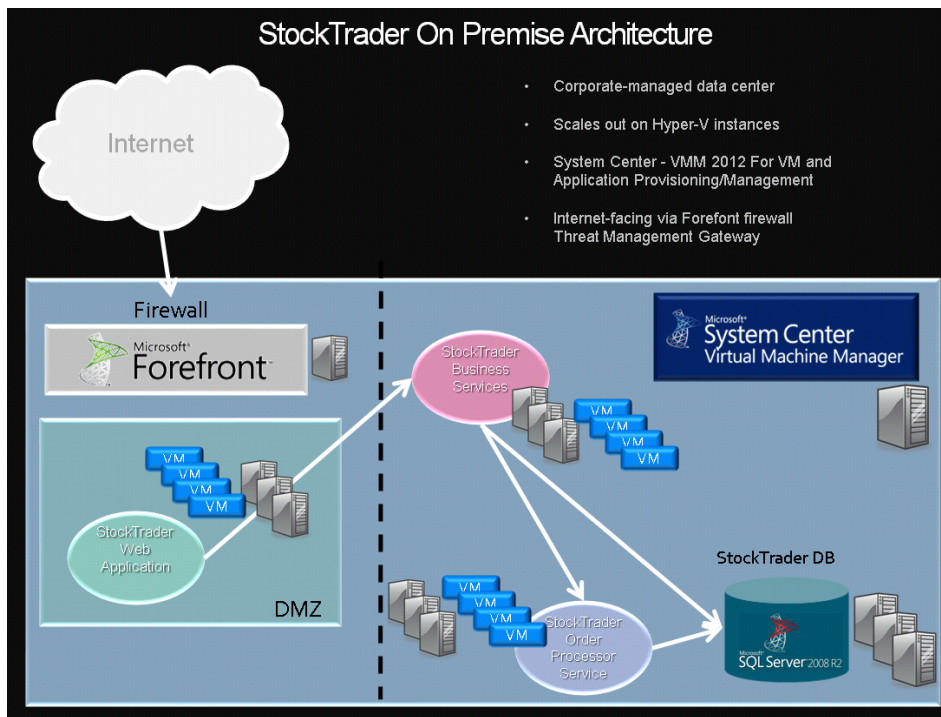 StockTrader On Premise Architecture
Internet
• Corporate-managed data center
• Scales out on Hyper-V instances
• System Center - VMM 2012 For VM and
Application Provisioning/Management
• Internet-facing via Forefont firewall
Threat Management Gateway
Firewall
Microsoft®
Forefront™
Microsoft®
System Center
Virtual Machine Manager
StockTrader
Business
Services
VM
VM
VM
VM
VM
VM
VM
VM
StockTrader
Web
Application
DMZ
VM
VM
VM
VM
StockTrader
Order
Processor
Service
StockTrader DB
Microsoft®
SQL Server 2008 R2